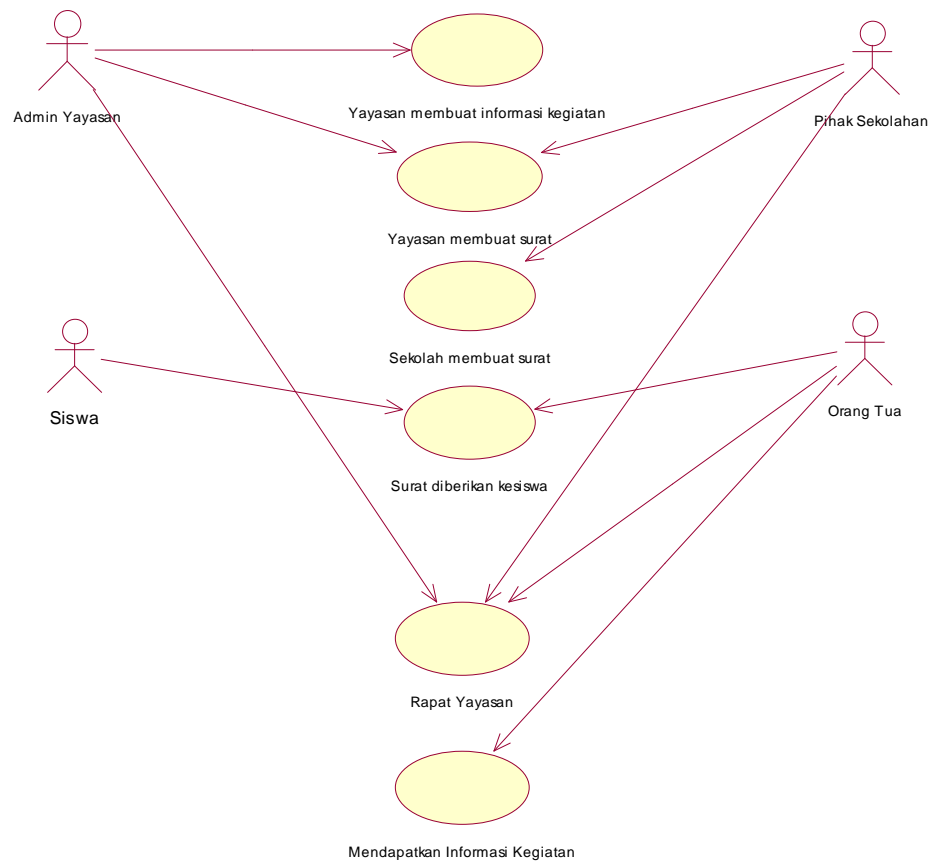 Admin Yayasan
Yayasan membuat informasi kegiatan
Pihak Sekolahan
Yayasan membuat surat
Sekolah membuat surat
Siswa
Orang Tua
Surat diberikan kesiswa
Rapat Yayasan
Mendapatkan Informasi Kegiatan